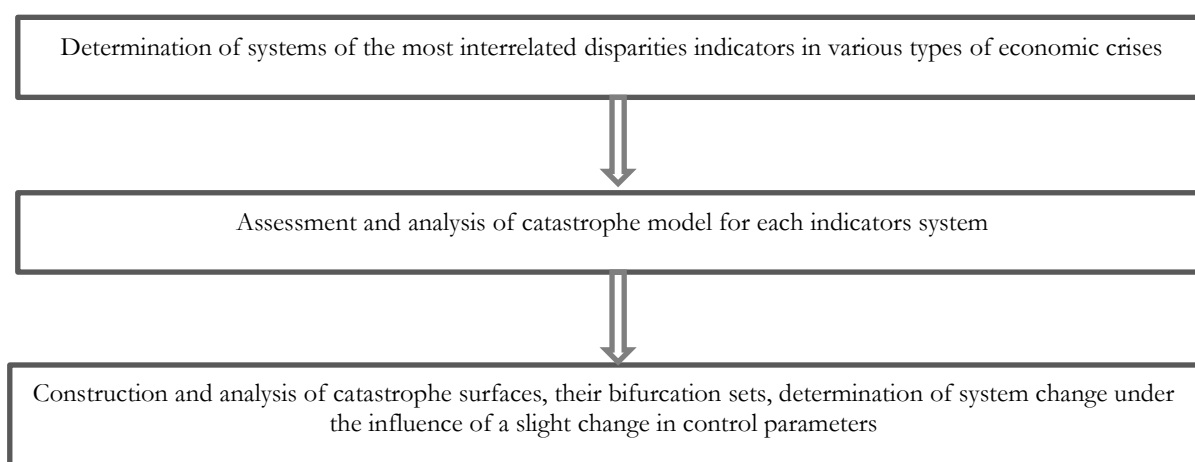 Determination of systems of the most interrelated disparities indicators in various types of economic crises
Assessment and analysis of catastrophe model for each indicators system
Construction and analysis of catastrophe surfaces, their bifurcation sets, determination of system change under
the influence of a slight change in control parameters